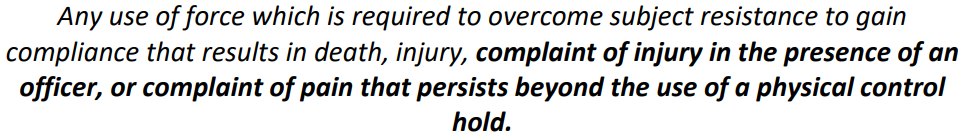 Any use of force which is required to overcome subject resistance to gain
compliance that results in death, injury, complaint of injury in the presence of an
officer, or complaint of pain that persists beyond the use of a physical control
hold.